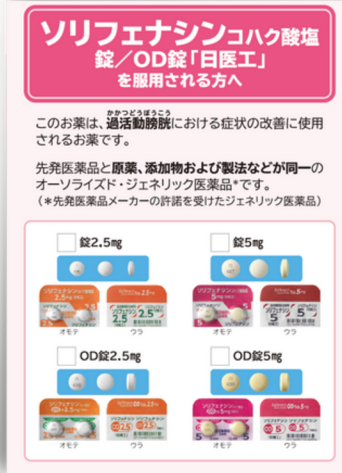 ソリフェナシンコハク酸塩
錠/OD錠「日医工」
を服用される方へ
かかつどうぼうこう
このお薬は、過活動膀胱における症状の改善に使用
されるお薬です。
先発医薬品と原薬、添加物および製法などが同一の
オーソライズド・ジェネリック医薬品*です。
(*先発医薬品メーカーの許諾を受けたジェネリック医薬品)
錠2.5mg
錠5mg
オモテ
ウラ
オモテ
ウラ
OD錠2.5mg
OD錠5mg
オモテ
ウラ
オモテ
ウラ